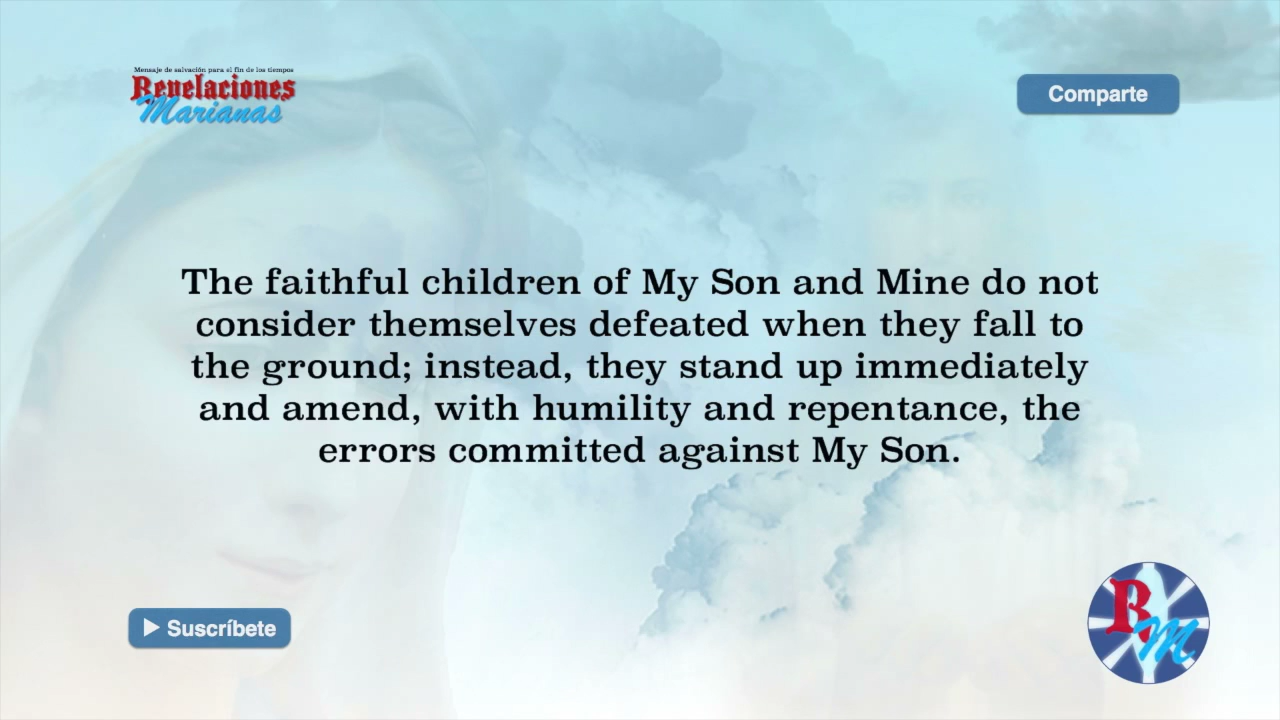 Mensaje de salvación para el fin de los tiempos
Revelaciones
Marianas
Comparte
The faithful children of My Son and Mine do not
consider themselves defeated when they fall to
the ground; instead, they stand up immediately
and amend, with humility and repentance, the
errors committed against My Son.
Suscríbete
RM